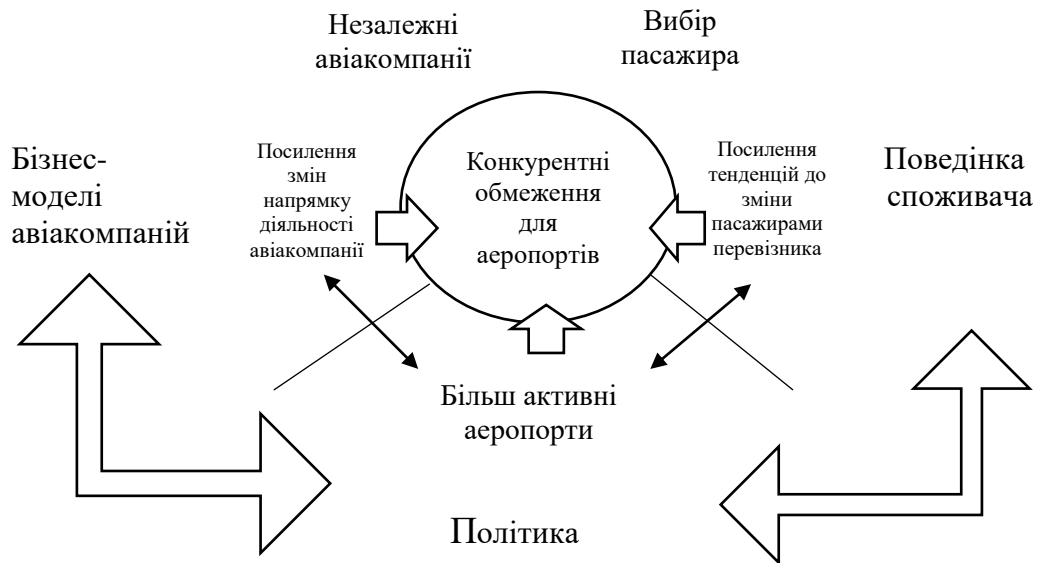 Незалежні
авіакомпанії
Вибір
пасажира
Бізнес-
моделі
авіакомпаній
Посилення
змін
напрямку
діяльності
авіакомпанії
Конкурентні
обмеження
для
аеропортів
Посилення
тенденцій до
зміни
пасажирами
перевізника
Поведінка
споживача
Більш активні
аеропорти
Політика